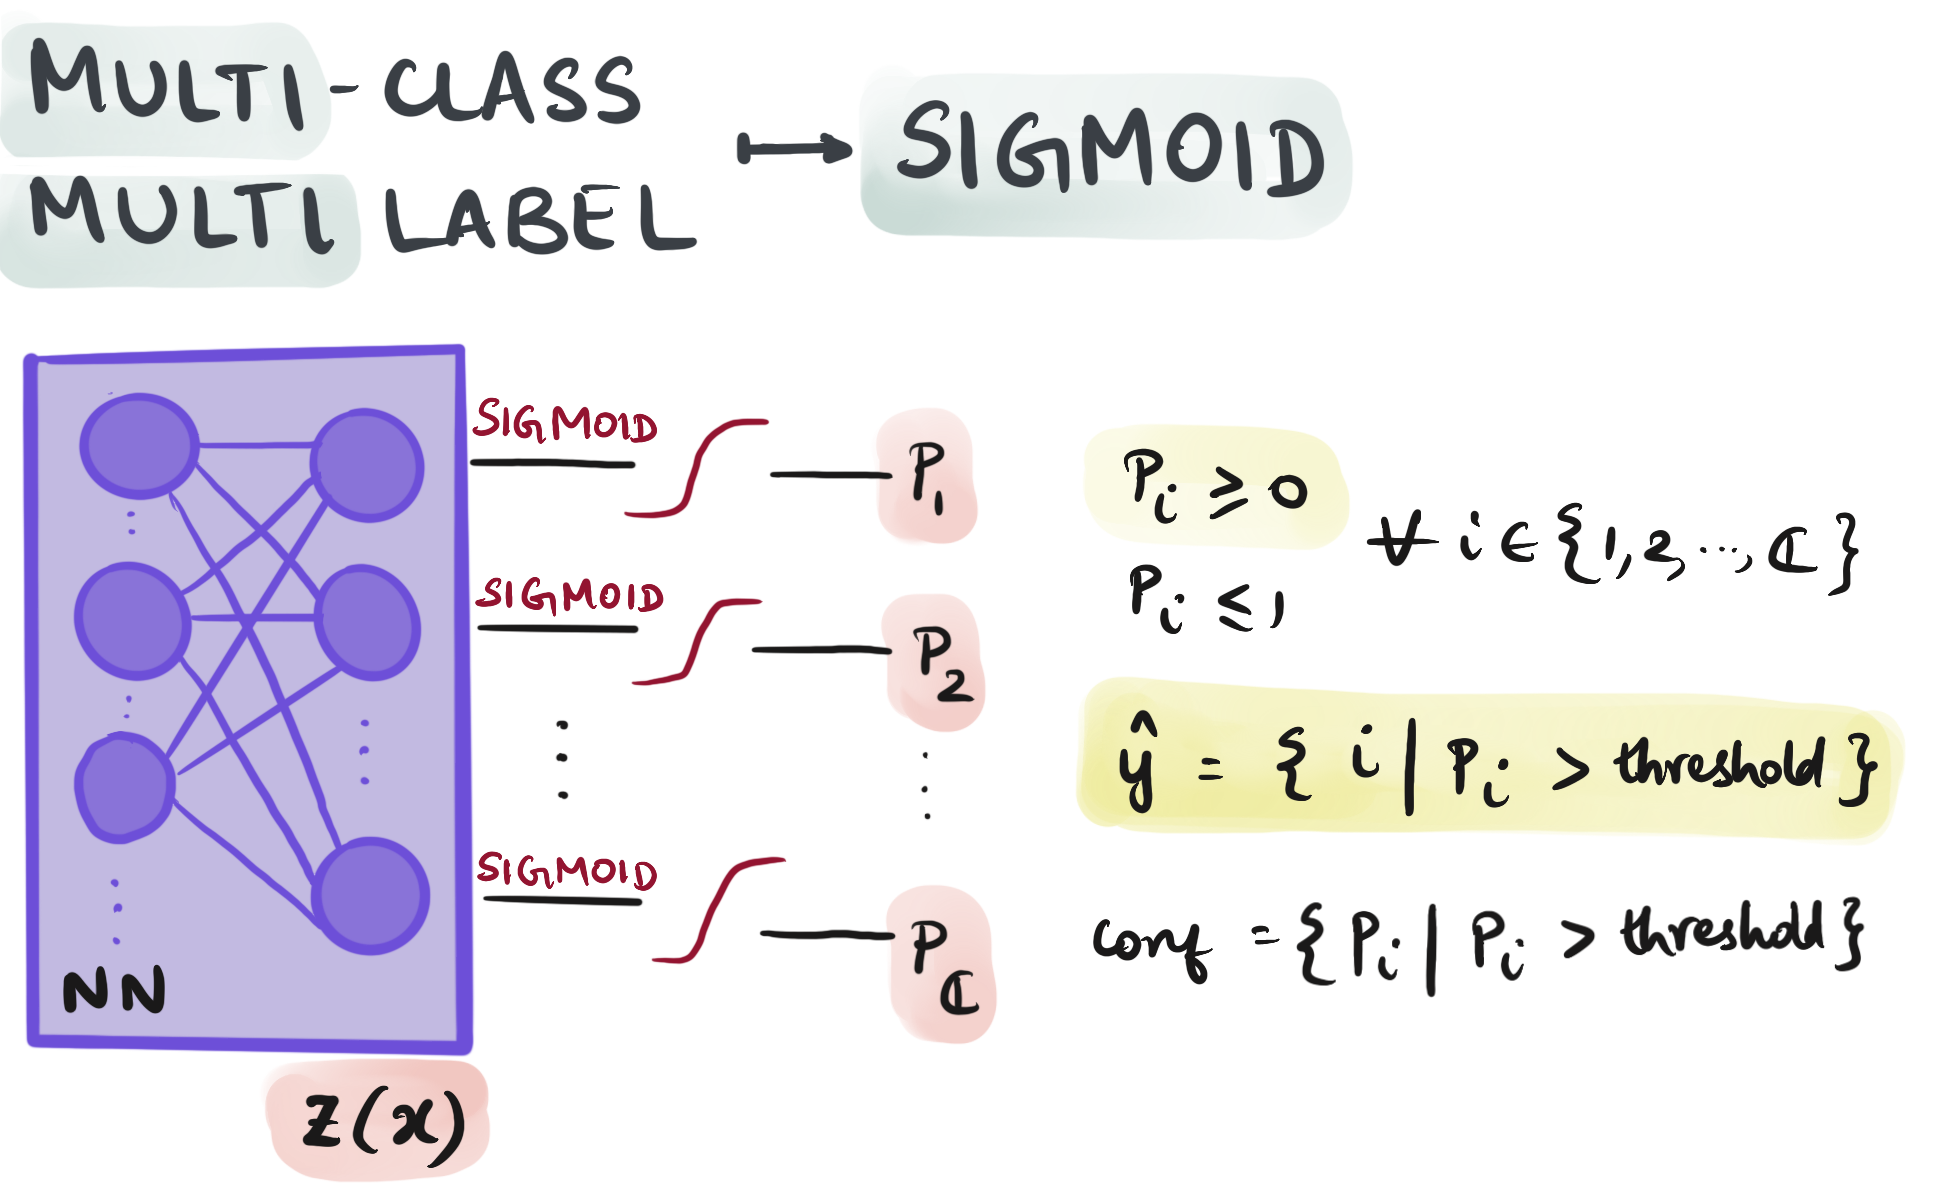 MULTI-CLASS
MULTI LABEL
SIGMOID
SIGMOID
P₁
SIGMOID
P₂
SIGMOID
P_ℂ
NN
Z(x)
Pᵢ ⩾ 0
Pᵢ ≤ 1
∀ i ∈ {1, 2, ..., ℂ}
ŷ = { i | Pᵢ > threshold }
conf = { Pᵢ | Pᵢ > threshold }